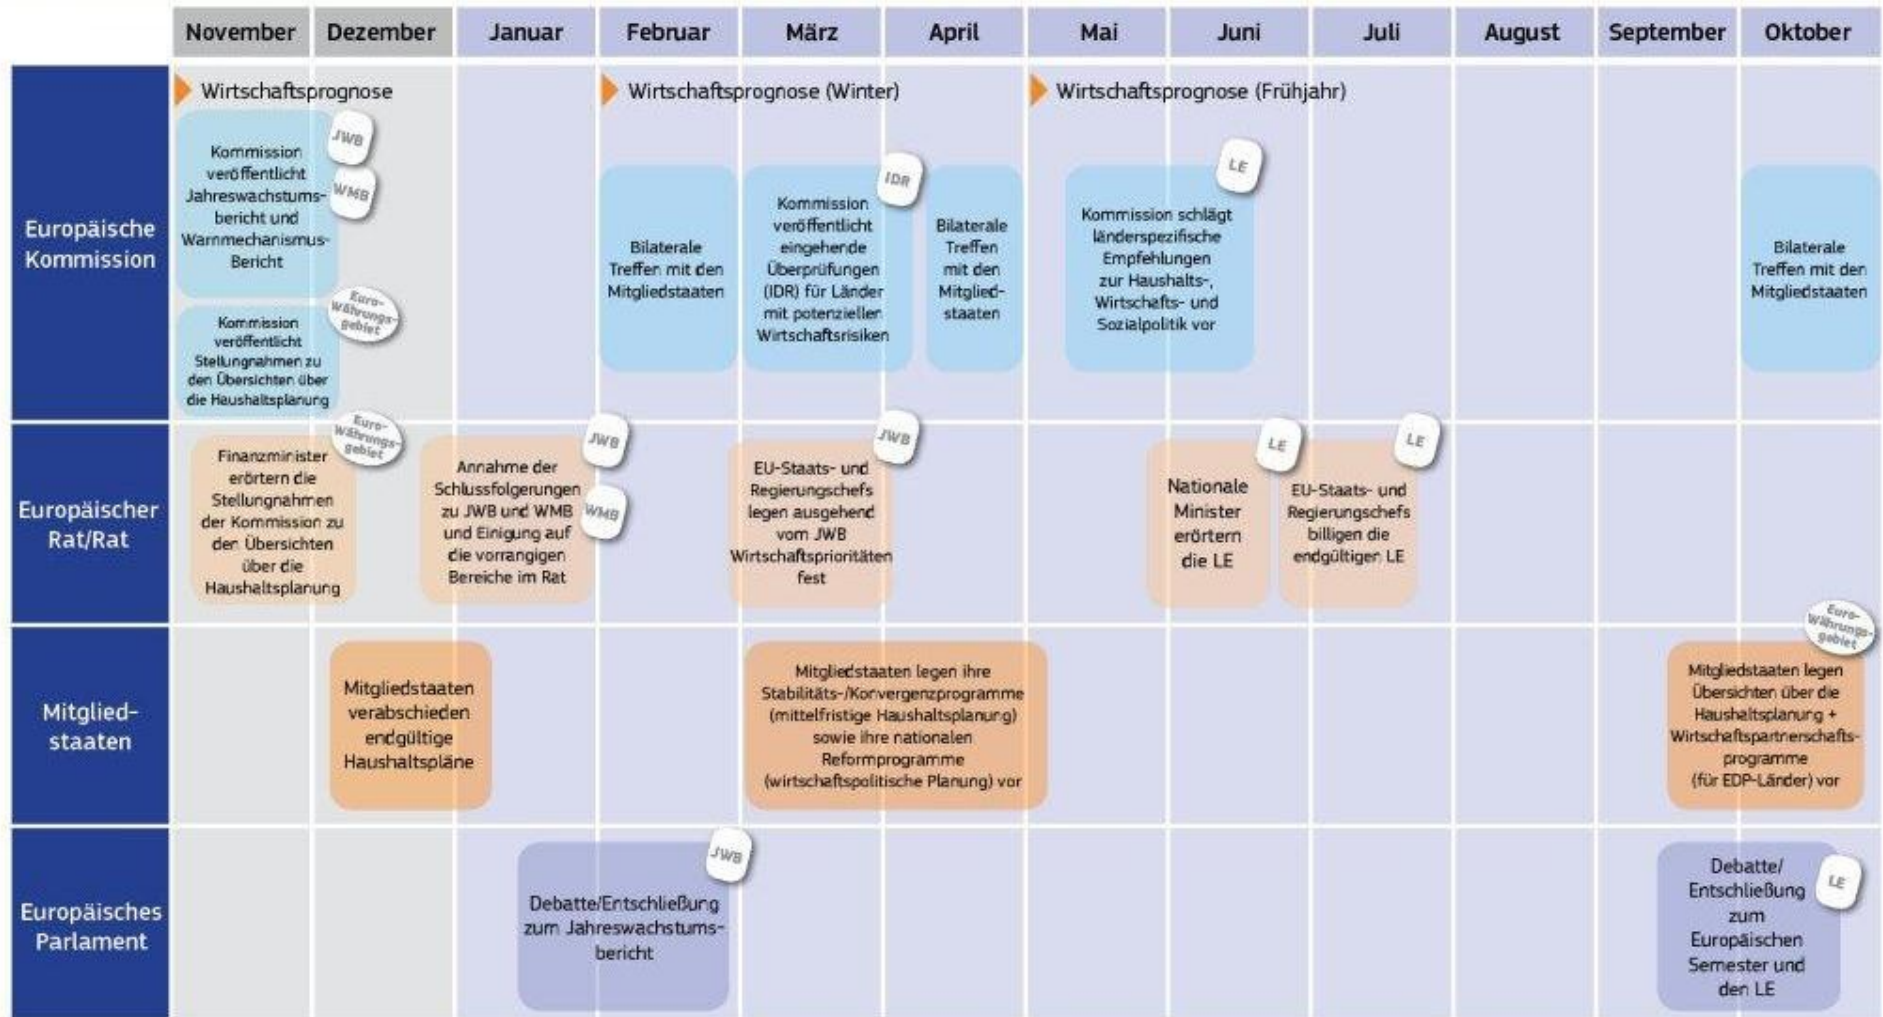 November
Dezember
Januar
Februar
März
April
Mai
Juni
Juli
August
September
Oktober
Europäische
Kommission
Wirtschaftsprognose
Wirtschaftsprognose (Winter)
Wirtschaftsprognose (Frühjahr)
Kommission
veröffentlicht
Jahreswachstums-
bericht und
Warnmechanismus-
Bericht
JWB
WMB
Kommission
veröffentlicht
Stellungnahmen zu
den Übersichten über
die Haushaltsplanung
Euro-
Währungs-
gebiet
Bilaterale
Treffen mit den
Mitgliedstaaten
Kommission
veröffentlicht
eingehende
Überprüfungen
(IDR) für Länder
mit potenziellen
Wirtschaftsrisiken
IDR
Bilaterale
Treffen
mit den
Mitglied-
staaten
Kommission schlägt
länderspezifische
Empfehlungen
zur Haushalts-,
Wirtschafts- und
Sozialpolitik vor
LE
Bilaterale
Treffen mit den
Mitgliedstaaten
Europäischer
Rat/Rat
Finanzminister
erörtern die
Stellungnahmen
der Kommission zu
den Übersichten
über die
Haushaltsplanung
Euro-
Währungs-
gebiet
Annahme der
Schlussfolgerungen
zu JWB und WMB
und Einigung auf
die vorrangigen
Bereiche im Rat
JWB
WMB
EU-Staats- und
Regierungschefs
legen ausgehend
vom JWB
Wirtschaftsprioritäten
fest
JWB
Nationale
Minister
erörtern
die LE
LE
EU-Staats- und
Regierungschefs
billigen die
endgültigen LE
LE
Mitglied-
staaten
Mitgliedstaaten
verabschieden
endgültige
Haushaltspläne
Mitgliedstaaten legen ihre
Stabilitäts-/Konvergenzprogramme
(mittelfristige Haushaltsplanung)
sowie ihre nationalen
Reformprogramme
(wirtschaftspolitische Planung) vor
Euro-
Währungs-
gebiet
Mitgliedstaaten legen
Übersichten über die
Haushaltsplanung +
Wirtschaftspartnerschafts-
programme
(für EDP-Länder) vor
Europäisches
Parlament
Debatte/Entschließung
zum Jahreswachstums-
bericht
JWB
Debatte/
Entschließung
zum
Europäischen
Semester und
den LE
LE